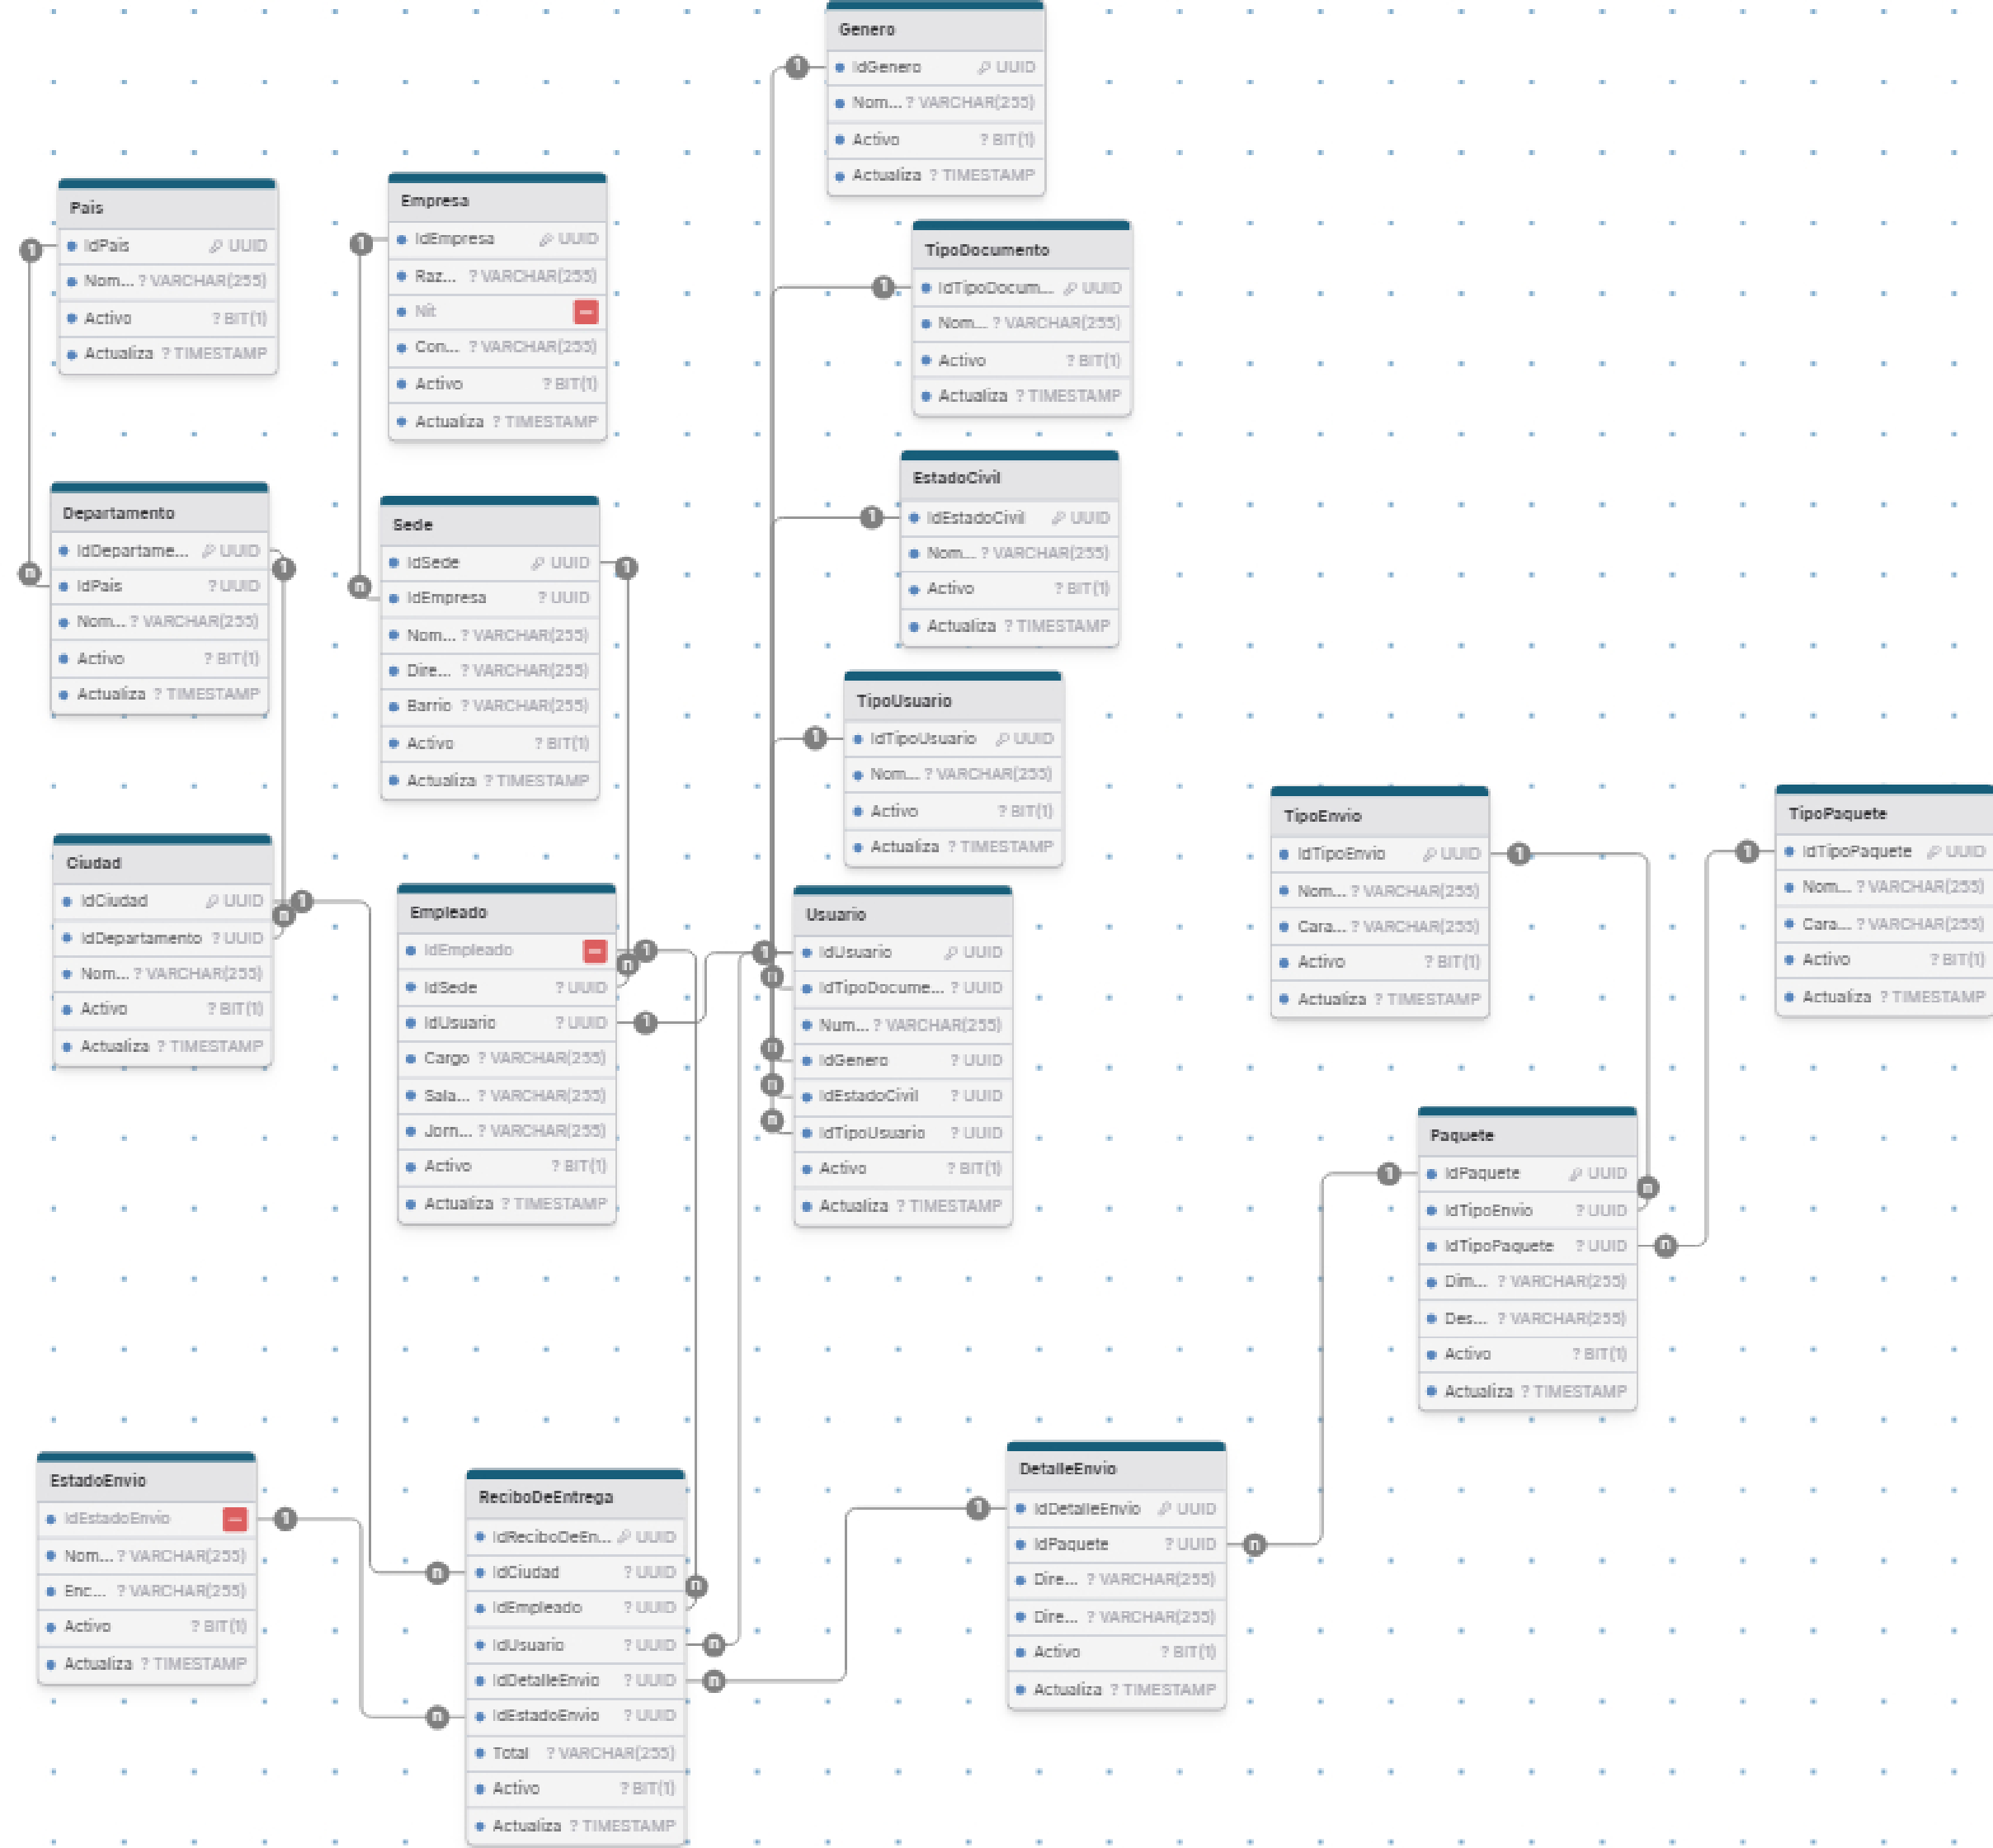 Genero
IdGenero UUID
Nom... ? VARCHAR(255)
Activo ? BIT(1)
Actualiza ? TIMESTAMP
Pais
IdPais UUID
Nom... ? VARCHAR(255)
Activo ? BIT(1)
Actualiza ? TIMESTAMP
Empresa
IdEmpresa UUID
Raz... ? VARCHAR(255)
Nit
Con... ? VARCHAR(255)
Activo ? BIT(1)
Actualiza ? TIMESTAMP
TipoDocumento
IdTipoDocum... UUID
Nom... ? VARCHAR(255)
Activo ? BIT(1)
Actualiza ? TIMESTAMP
EstadoCivil
IdEstadoCivil UUID
Nom... ? VARCHAR(255)
Activo ? BIT(1)
Actualiza ? TIMESTAMP
Departamento
IdDepartame... UUID
IdPais ? UUID
Nom... ? VARCHAR(255)
Activo ? BIT(1)
Actualiza ? TIMESTAMP
Sede
IdSede UUID
IdEmpresa ? UUID
Nom... ? VARCHAR(255)
Dire... ? VARCHAR(255)
Barrio ? VARCHAR(255)
Activo ? BIT(1)
Actualiza ? TIMESTAMP
TipoUsuario
IdTipoUsuario UUID
Nom... ? VARCHAR(255)
Activo ? BIT(1)
Actualiza ? TIMESTAMP
TipoEnvio
IdTipoEnvio UUID
Nom... ? VARCHAR(255)
Cara... ? VARCHAR(255)
Activo ? BIT(1)
Actualiza ? TIMESTAMP
TipoPaquete
IdTipoPaquete UUID
Nom... ? VARCHAR(255)
Cara... ? VARCHAR(255)
Activo ? BIT(1)
Actualiza ? TIMESTAMP
Ciudad
IdCiudad UUID
IdDepartamento ? UUID
Nom... ? VARCHAR(255)
Activo ? BIT(1)
Actualiza ? TIMESTAMP
Empleado
IdEmpleado
IdSede ? UUID
IdUsuario ? UUID
Cargo ? VARCHAR(255)
Sala... ? VARCHAR(255)
Jorn... ? VARCHAR(255)
Activo ? BIT(1)
Actualiza ? TIMESTAMP
Usuario
IdUsuario UUID
IdTipoDocume... ? UUID
Num... ? VARCHAR(255)
IdGenero ? UUID
IdEstadoCivil ? UUID
IdTipoUsuario ? UUID
Activo ? BIT(1)
Actualiza ? TIMESTAMP
Paquete
IdPaquete UUID
IdTipoEnvio ? UUID
IdTipoPaquete ? UUID
Dim... ? VARCHAR(255)
Des... ? VARCHAR(255)
Activo ? BIT(1)
Actualiza ? TIMESTAMP
EstadoEnvio
IdEstadoEnvio
Nom... ? VARCHAR(255)
Enc... ? VARCHAR(255)
Activo ? BIT(1)
Actualiza ? TIMESTAMP
ReciboDeEntrega
IdReciboDeEn... UUID
IdCiudad ? UUID
IdEmpleado ? UUID
IdUsuario ? UUID
IdDetalleEnvio ? UUID
IdEstadoEnvio ? UUID
Total ? VARCHAR(255)
Activo ? BIT(1)
Actualiza ? TIMESTAMP
DetalleEnvio
IdDetalleEnvio UUID
IdPaquete ? UUID
Dire... ? VARCHAR(255)
Dire... ? VARCHAR(255)
Activo ? BIT(1)
Actualiza ? TIMESTAMP